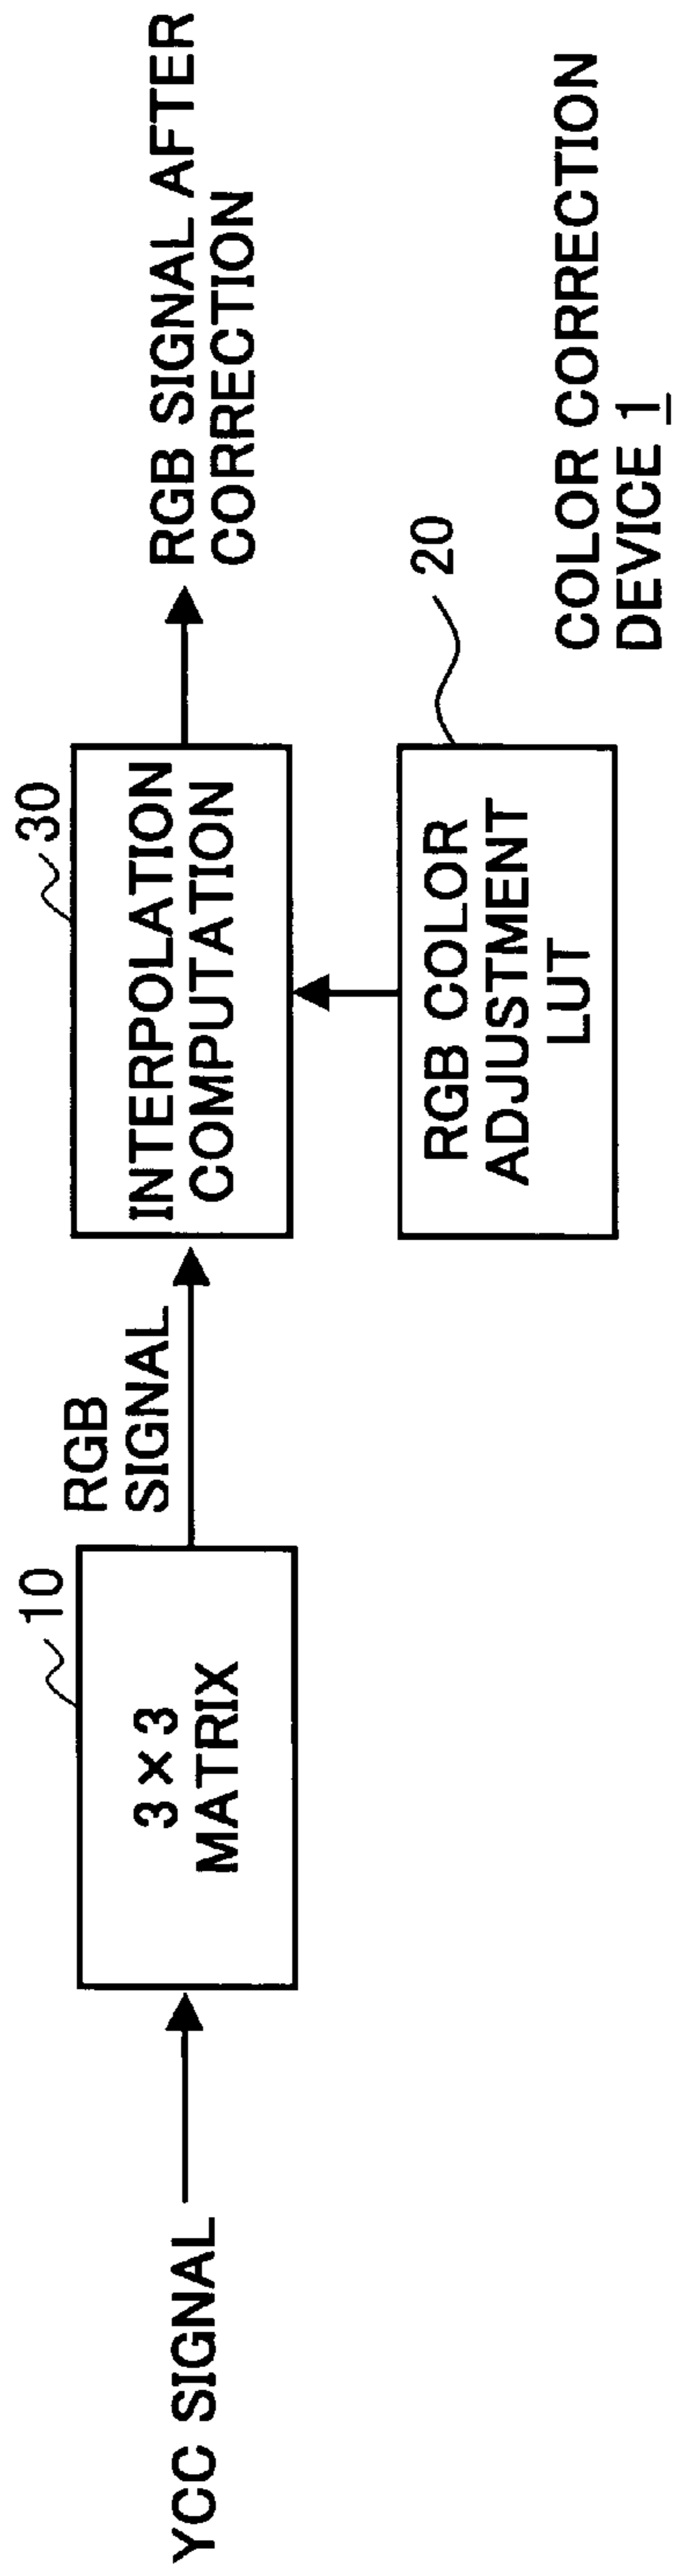 YCC SIGNAL
10
3×3
MATRIX
RGB
SIGNAL
30
INTERPOLATION
COMPUTATION
RGB SIGNAL AFTER
CORRECTION
20
RGB COLOR
ADJUSTMENT
LUT
COLOR CORRECTION
DEVICE 1